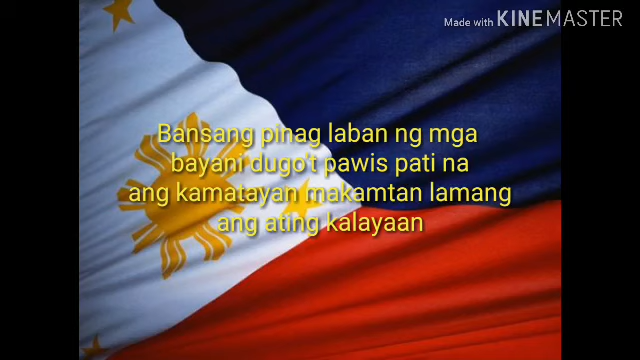 Made with KINEMASTER
Bansang pinag laban ng mga
bayani dugo't pawis pati na
ang kamatayan makamtan lamang
ang ating kalayaan